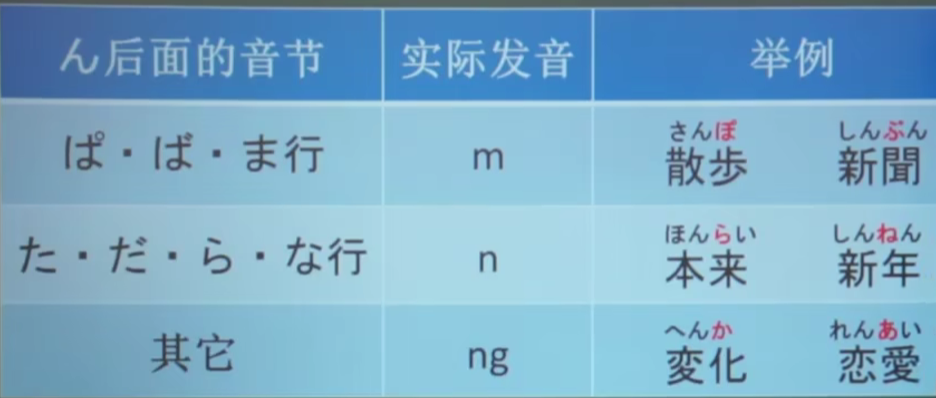 ん后面的音节 实际发音 举例
さんぽ しんぶん
ぱ・ば・ま行 m 散歩 新聞
ほんらい しんねん
た・だ・ら・な行 n 本来 新年
へんか れんあい
其它 ng 変化 恋愛